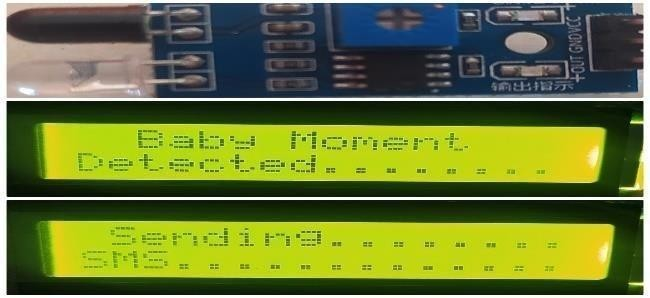 OUT GND VCC
输出指示
Baby Moment
Detected........
Sending........
SMS.............